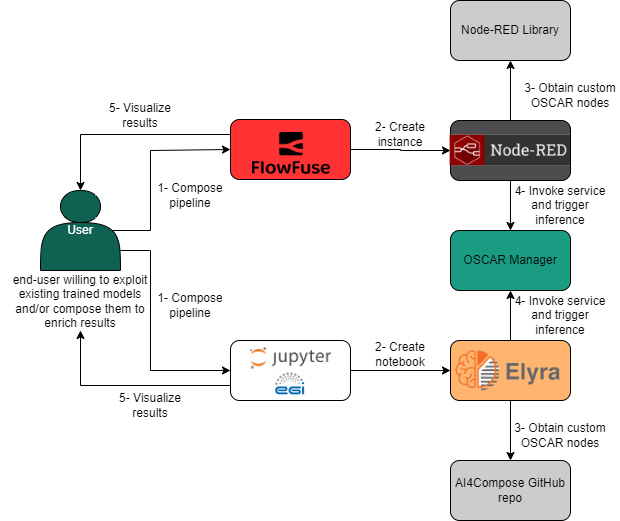 Node-RED Library
3- Obtain custom
OSCAR nodes
5- Visualize
results
2- Create
instance
FlowFuse
Node-RED
1- Compose
pipeline
4- Invoke service
and trigger
inference
User
OSCAR Manager
end-user willing to exploit
existing trained models
and/or compose them to
enrich results
1- Compose
pipeline
4- Invoke service
and trigger
inference
2- Create
notebook
jupyter
eGI
Elyra
5- Visualize
results
3- Obtain custom
OSCAR nodes
AI4Compose GitHub
repo